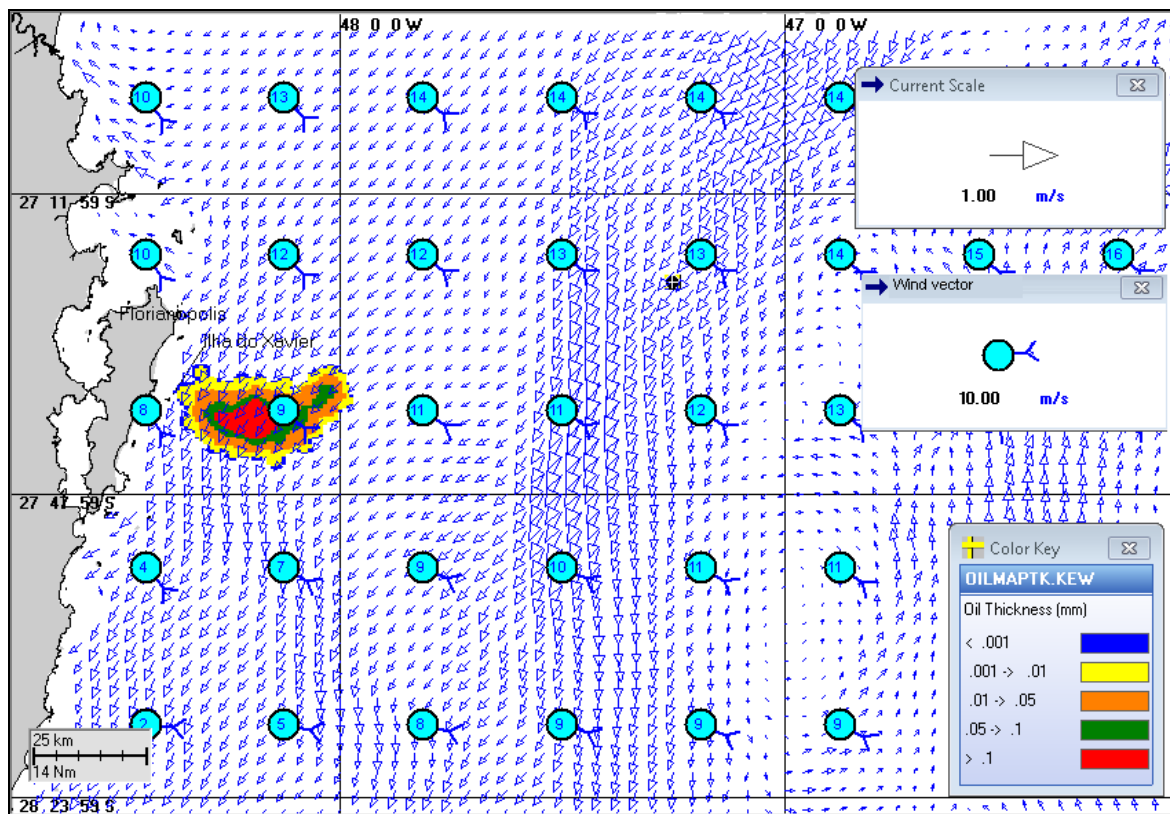 48 0 0 W
47 0 0 W
10
13
14
14
14
14
Current Scale
1.00 m/s
27 11 59 S
10
12
12
13
13
14
15
16
Wind vector
10.00 m/s
Florianopolis
Ilha do Xavier
8
9
11
11
12
13
27 47 59 S
Color Key
OILMAPTK.KEW
Oil Thickness (mm)
< .001
.001 -> .01
.01 -> .05
.05 -> .1
> .1
4
7
9
10
11
11
2
5
8
9
9
9
25 km
14 Nm
28 23 59 S